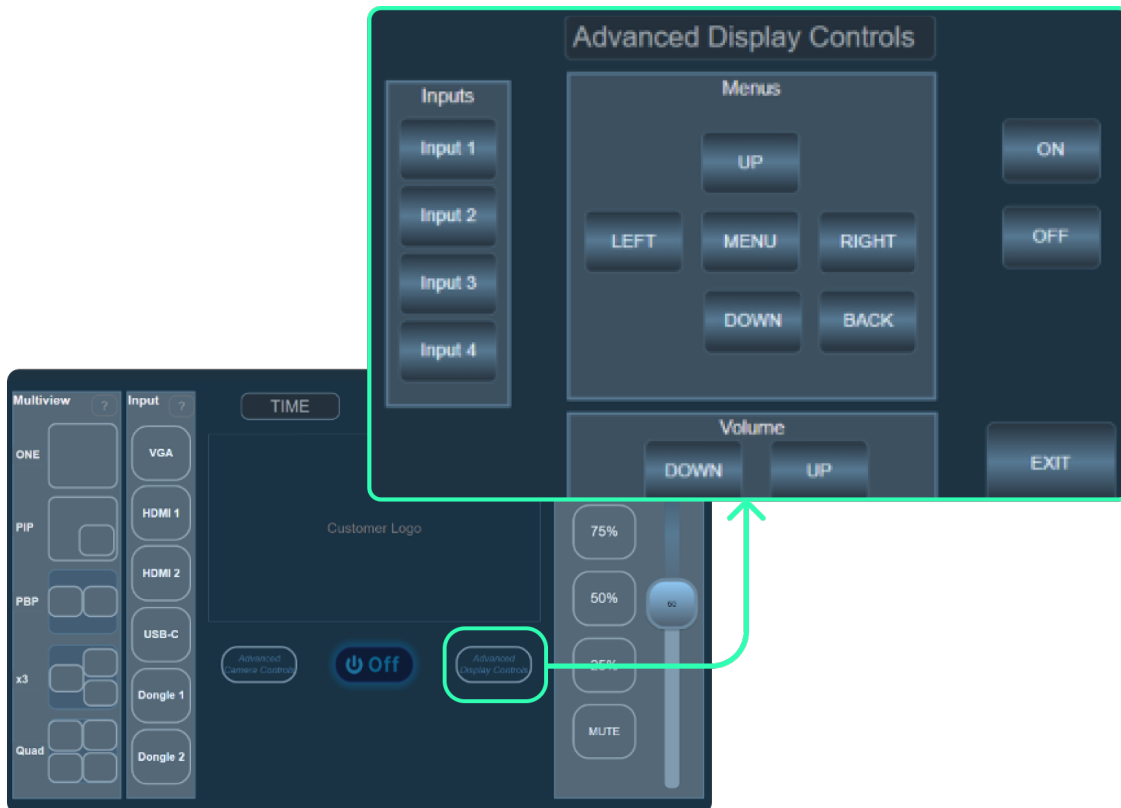 Advanced Display Controls
Inputs
Input 1
Input 2
Input 3
Input 4
Menus
UP
LEFT
MENU
RIGHT
DOWN
BACK
ON
OFF
Volume
DOWN
UP
EXIT
Multiview
?
ONE
PIP
PBP
x3
Quad
Input
?
VGA
HDMI 1
HDMI 2
USB-C
Dongle 1
Dongle 2
TIME
Customer Logo
Advanced
Camera Controls
Off
Advanced
Display Controls
75%
50%
25%
MUTE
50